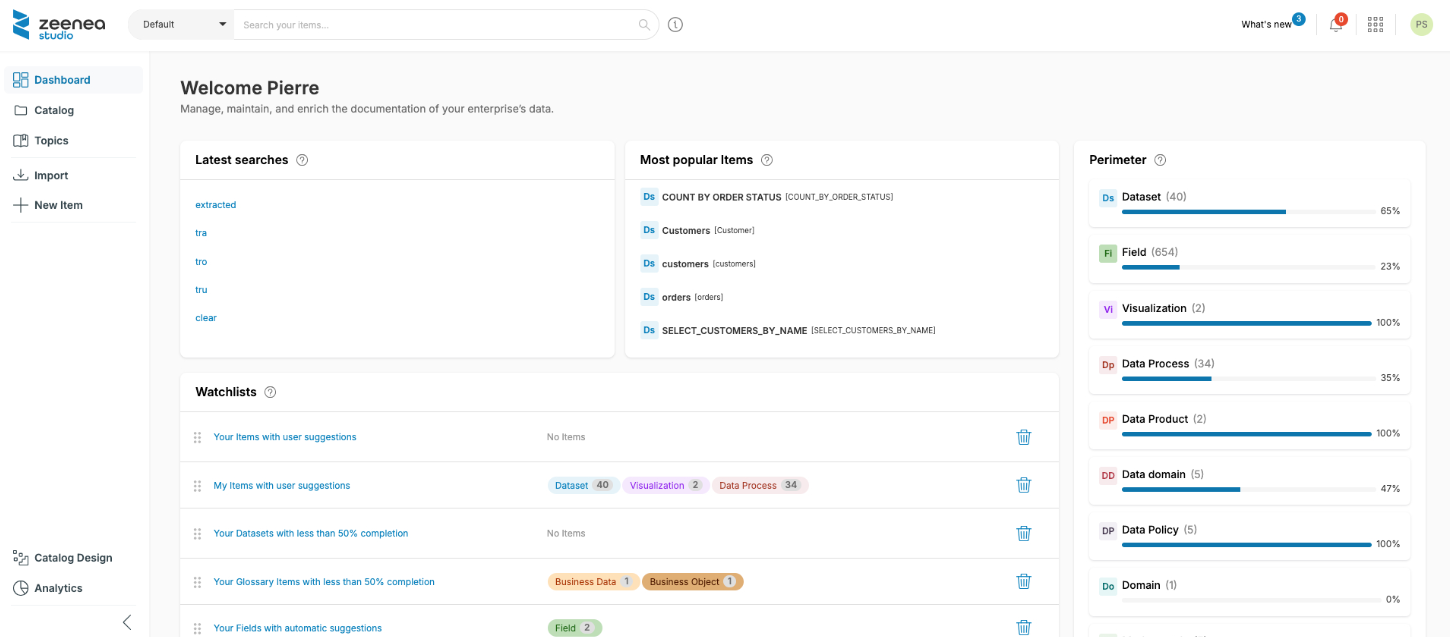 zeenea
studio
Default
Search your items...
What's new
3
0
PS
Dashboard
Catalog
Topics
Import
New Item
Catalog Design
Analytics
Welcome Pierre
Manage, maintain, and enrich the documentation of your enterprise's data.
Latest searches ?
extracted
tra
tro
tru
clear
Most popular Items ?
Ds COUNT BY ORDER STATUS [COUNT_BY_ORDER_STATUS]
Ds Customers [Customer]
Ds customers [customers]
Ds orders [orders]
Ds SELECT_CUSTOMERS_BY_NAME [SELECT_CUSTOMERS_BY_NAME]
Watchlists ?
Your Items with user suggestions No Items
My Items with user suggestions Dataset 40 Visualization 2 Data Process 34
Your Datasets with less than 50% completion No Items
Your Glossary Items with less than 50% completion Business Data 1 Business Object 1
Your Fields with automatic suggestions Field 2
Perimeter ?
Ds Dataset (40)
65%
Fi Field (654)
23%
Vi Visualization (2)
100%
Dp Data Process (34)
35%
DP Data Product (2)
100%
DD Data domain (5)
47%
DP Data Policy (5)
100%
Do Domain (1)
0%